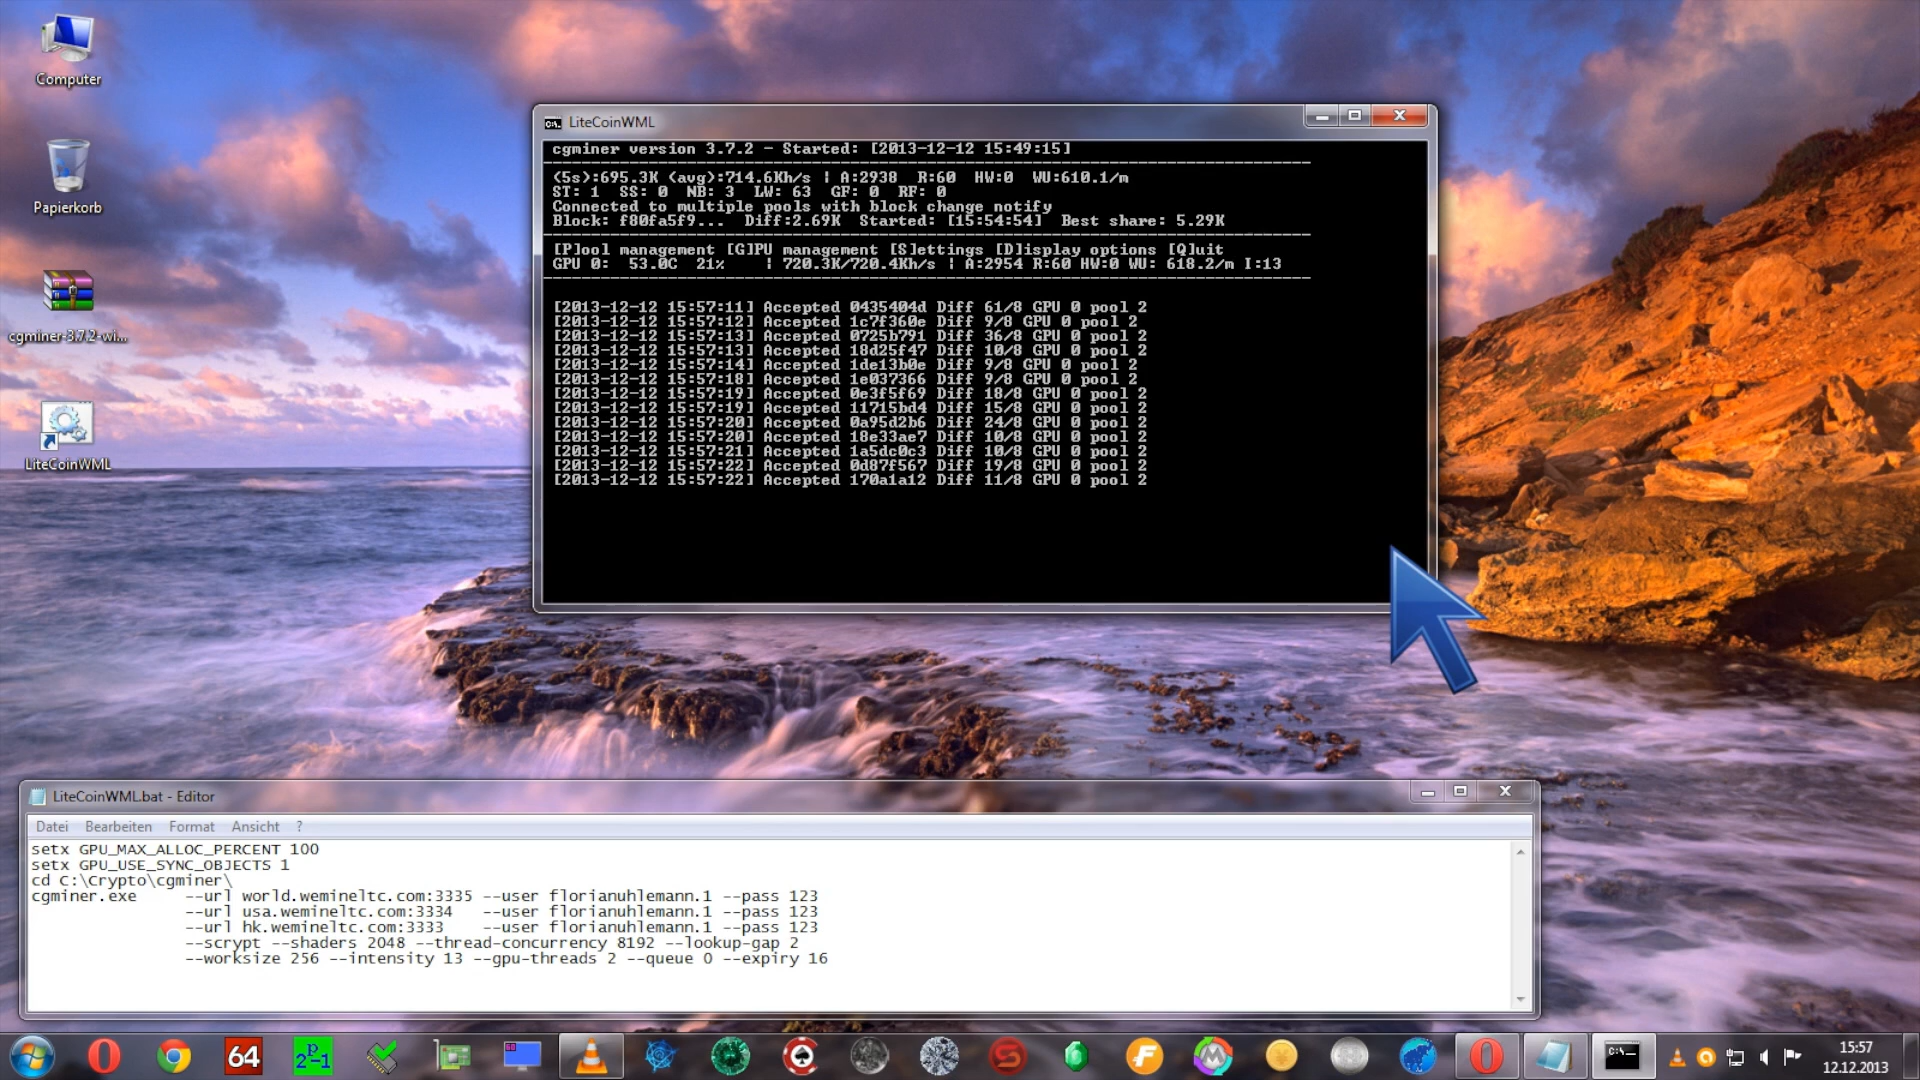 Computer
Papierkorb
cgminer-3.7.2-wi...
LiteCoinWML
LiteCoinWML
cgminer version 3.7.2 - Started: [2013-12-12 15:49:15]
(5s):695.3K (avg):714.6Kh/s | A:2938 R:60 HW:0 WU:610.1/m
ST: 1 SS: 0 NB: 3 LW: 63 GF: 0 RF: 0
Connected to multiple pools with block change notify
Block: f80fa5f9... Diff:2.69K Started: [15:54:54] Best share: 5.29K
[P]ool management [G]PU management [S]ettings [D]isplay options [Q]uit
GPU 0: 53.0C 21% | 720.3K/720.4Kh/s | A:2954 R:60 HW:0 WU: 618.2/m I:13
[2013-12-12 15:57:11] Accepted 0435404d Diff 61/8 GPU 0 pool 2
[2013-12-12 15:57:12] Accepted 1c7f360e Diff 9/8 GPU 0 pool 2
[2013-12-12 15:57:13] Accepted 0725b791 Diff 36/8 GPU 0 pool 2
[2013-12-12 15:57:13] Accepted 18d25f47 Diff 10/8 GPU 0 pool 2
[2013-12-12 15:57:14] Accepted 1de13b0e Diff 9/8 GPU 0 pool 2
[2013-12-12 15:57:18] Accepted 1e037366 Diff 9/8 GPU 0 pool 2
[2013-12-12 15:57:19] Accepted 0e3f5f69 Diff 18/8 GPU 0 pool 2
[2013-12-12 15:57:19] Accepted 11715bd4 Diff 15/8 GPU 0 pool 2
[2013-12-12 15:57:20] Accepted 0a95d2b6 Diff 24/8 GPU 0 pool 2
[2013-12-12 15:57:20] Accepted 18e33ae7 Diff 10/8 GPU 0 pool 2
[2013-12-12 15:57:21] Accepted 1a5dc0c3 Diff 10/8 GPU 0 pool 2
[2013-12-12 15:57:22] Accepted 0d87f567 Diff 19/8 GPU 0 pool 2
[2013-12-12 15:57:22] Accepted 170a1a12 Diff 11/8 GPU 0 pool 2
LiteCoinWML.bat - Editor
Datei Bearbeiten Format Ansicht ?
setx GPU_MAX_ALLOC_PERCENT 100
setx GPU_USE_SYNC_OBJECTS 1
cd C:\Crypto\cgminer\
cgminer.exe --url world.wemineltc.com:3335 --user florianuhlemann.1 --pass 123
--url usa.wemineltc.com:3334 --user florianuhlemann.1 --pass 123
--url hk.wemineltc.com:3333 --user florianuhlemann.1 --pass 123
--scrypt --shaders 2048 --thread-concurrency 8192 --lookup-gap 2
--worksize 256 --intensity 13 --gpu-threads 2 --queue 0 --expiry 16
64
2P-1
15:57
12.12.2013